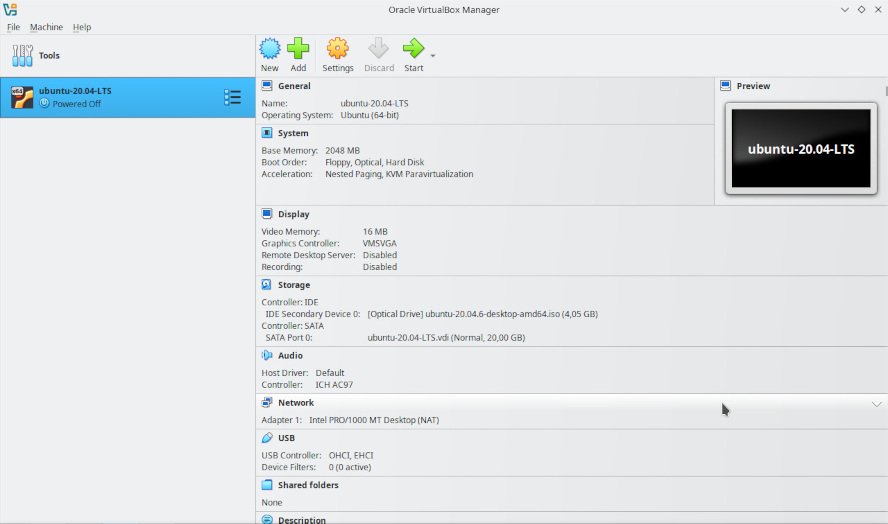 Oracle VirtualBox Manager
File Machine Help
Tools
New Add Settings Discard Start
ubuntu-20.04-LTS
Powered Off
General
Name: ubuntu-20.04-LTS
Operating System: Ubuntu (64-bit)
Preview
ubuntu-20.04-LTS
System
Base Memory: 2048 MB
Boot Order: Floppy, Optical, Hard Disk
Acceleration: Nested Paging, KVM Paravirtualization
Display
Video Memory: 16 MB
Graphics Controller: VMSVGA
Remote Desktop Server: Disabled
Recording: Disabled
Storage
Controller: IDE
IDE Secondary Device 0: [Optical Drive] ubuntu-20.04.6-desktop-amd64.iso (4,05 GB)
Controller: SATA
SATA Port 0: ubuntu-20.04-LTS.vdi (Normal, 20,00 GB)
Audio
Host Driver: Default
Controller: ICH AC97
Network
Adapter 1: Intel PRO/1000 MT Desktop (NAT)
USB
USB Controller: OHCI, EHCI
Device Filters: 0 (0 active)
Shared folders
None
Description